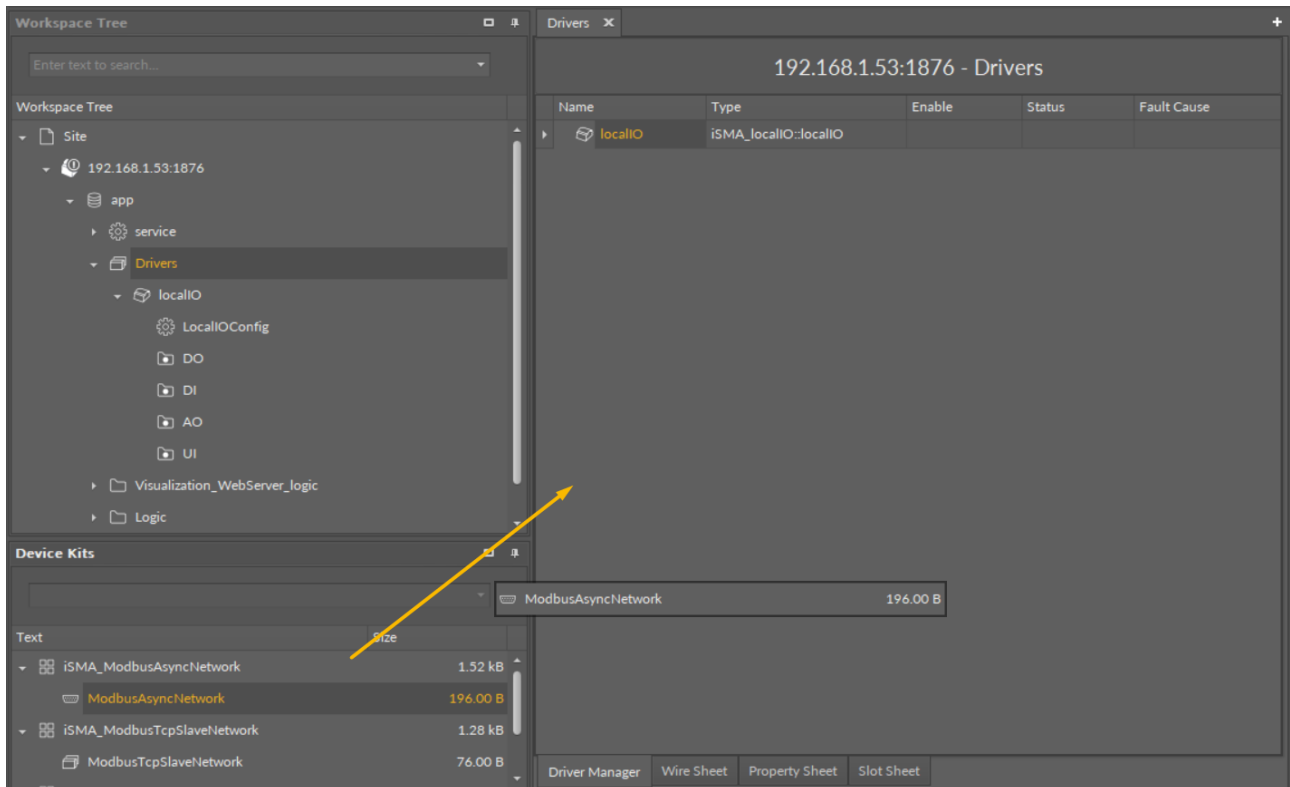 Workspace Tree
Enter text to search...
Workspace Tree
Site
192.168.1.53:1876
app
service
Drivers
localIO
LocalIOConfig
DO
DI
AO
UI
Visualization_WebServer_logic
Logic
Device Kits
Text Size
iSMA_ModbusAsyncNetwork 1.52 kB
ModbusAsyncNetwork 196.00 B
iSMA_ModbusTcpSlaveNetwork 1.28 kB
ModbusTcpSlaveNetwork 76.00 B
Drivers
192.168.1.53:1876 - Drivers
Name Type Enable Status Fault Cause
localIO iSMA_localIO::localIO
ModbusAsyncNetwork 196.00 B
Driver Manager Wire Sheet Property Sheet Slot Sheet